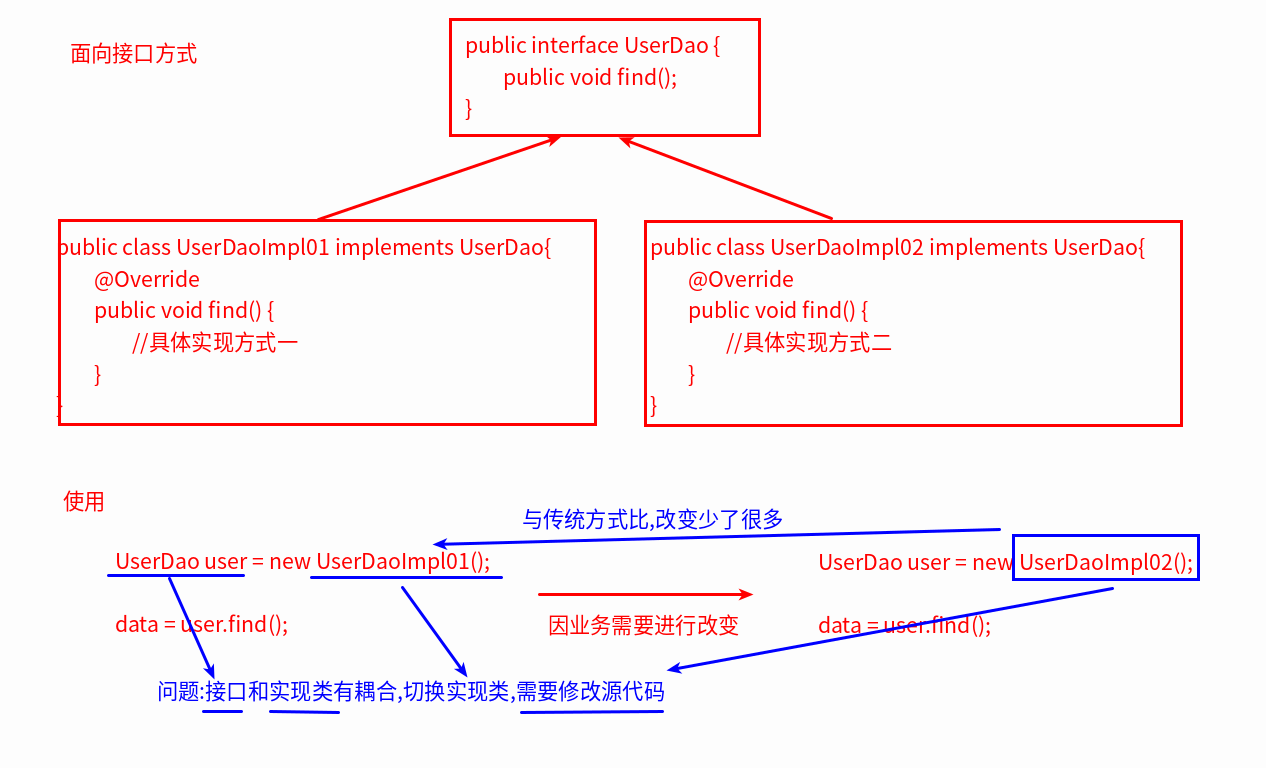 面向接口方式
public interface UserDao {
public void find();
}
public class UserDaoImpl01 implements UserDao{
@Override
public void find() {
//具体实现方式一
}
}
public class UserDaoImpl02 implements UserDao{
@Override
public void find() {
//具体实现方式二
}
}
使用
与传统方式比,改变少了很多
UserDao user = new UserDaoImpl01();
data = user.find();
因业务需要进行改变
UserDao user = new UserDaoImpl02();
data = user.find();
问题:接口和实现类有耦合,切换实现类,需要修改源代码